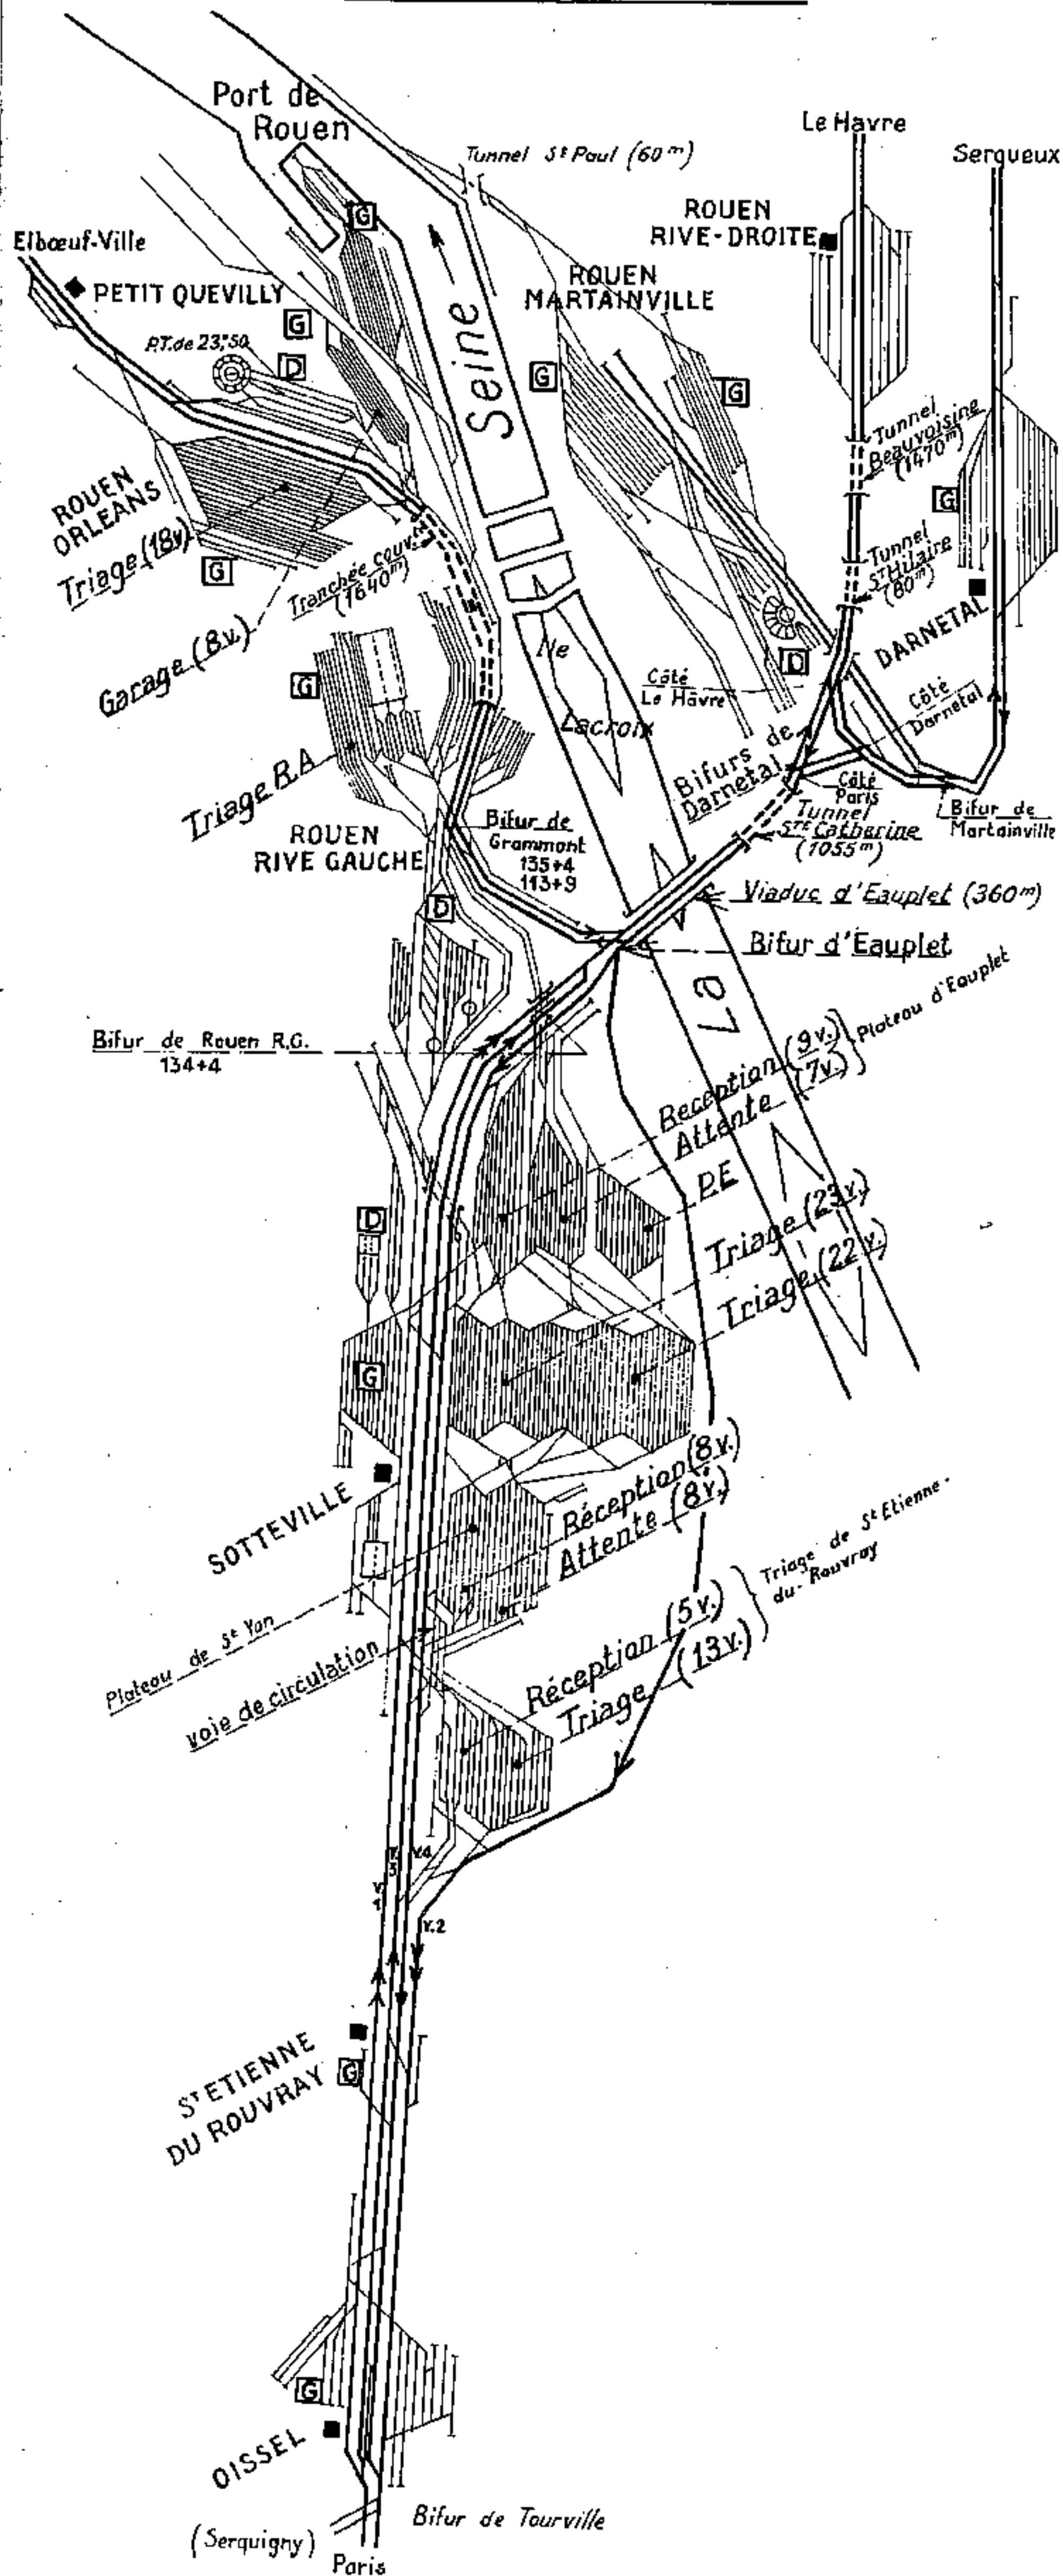 Port de
Rouen
Le Havre
Tunnel St Paul (60m)
Serqueux
ROUEN
RIVE-DROITE
G
Elbœuf-Ville
ROUEN
MARTAINVILLE
PETIT QUEVILLY
G
P.T. de 23,50
D
Seine
G
G
Tunnel
Beauvoisine
(1470m)
ROUEN
ORLEANS
G
Triage (18v.)
G
Tranchée couv.
(1640m)
Tunnel
St Hilaire
(80m)
DARNETAL
Garage (8v.)
Ile
Lacroix
D
G
Côté
Le Havre
Côté
Darnetal
Triage R.A
Bifurs de
Darnetal
Côté
Paris
Bifur de
Martainville
Tunnel
STE Catherine
(1055m)
ROUEN
RIVE GAUCHE
Bifur de
Grammont
135+4
113+9
D
Viaduc d'Eauplet (360m)
Bifur d'Eauplet
La
Bifur de Rouen R.G.
134+4
Reception (9v.)
Attente (7v.)
Plateau d'Eauplet
P.E
D
Triage (23v.)
Triage (22v.)
G
SOTTEVILLE
Réception (8v.)
Attente (8v.)
Plateau de St Yon
Voie de circulation
Réception (5v.)
Triage (13v.)
Triage de St Etienne-
du-Rouvray
V.3
V.4
V.1
V.2
ST ETIENNE
DU ROUVRAY
G
G
OISSEL
Bifur de Tourville
(Serquigny)
Paris